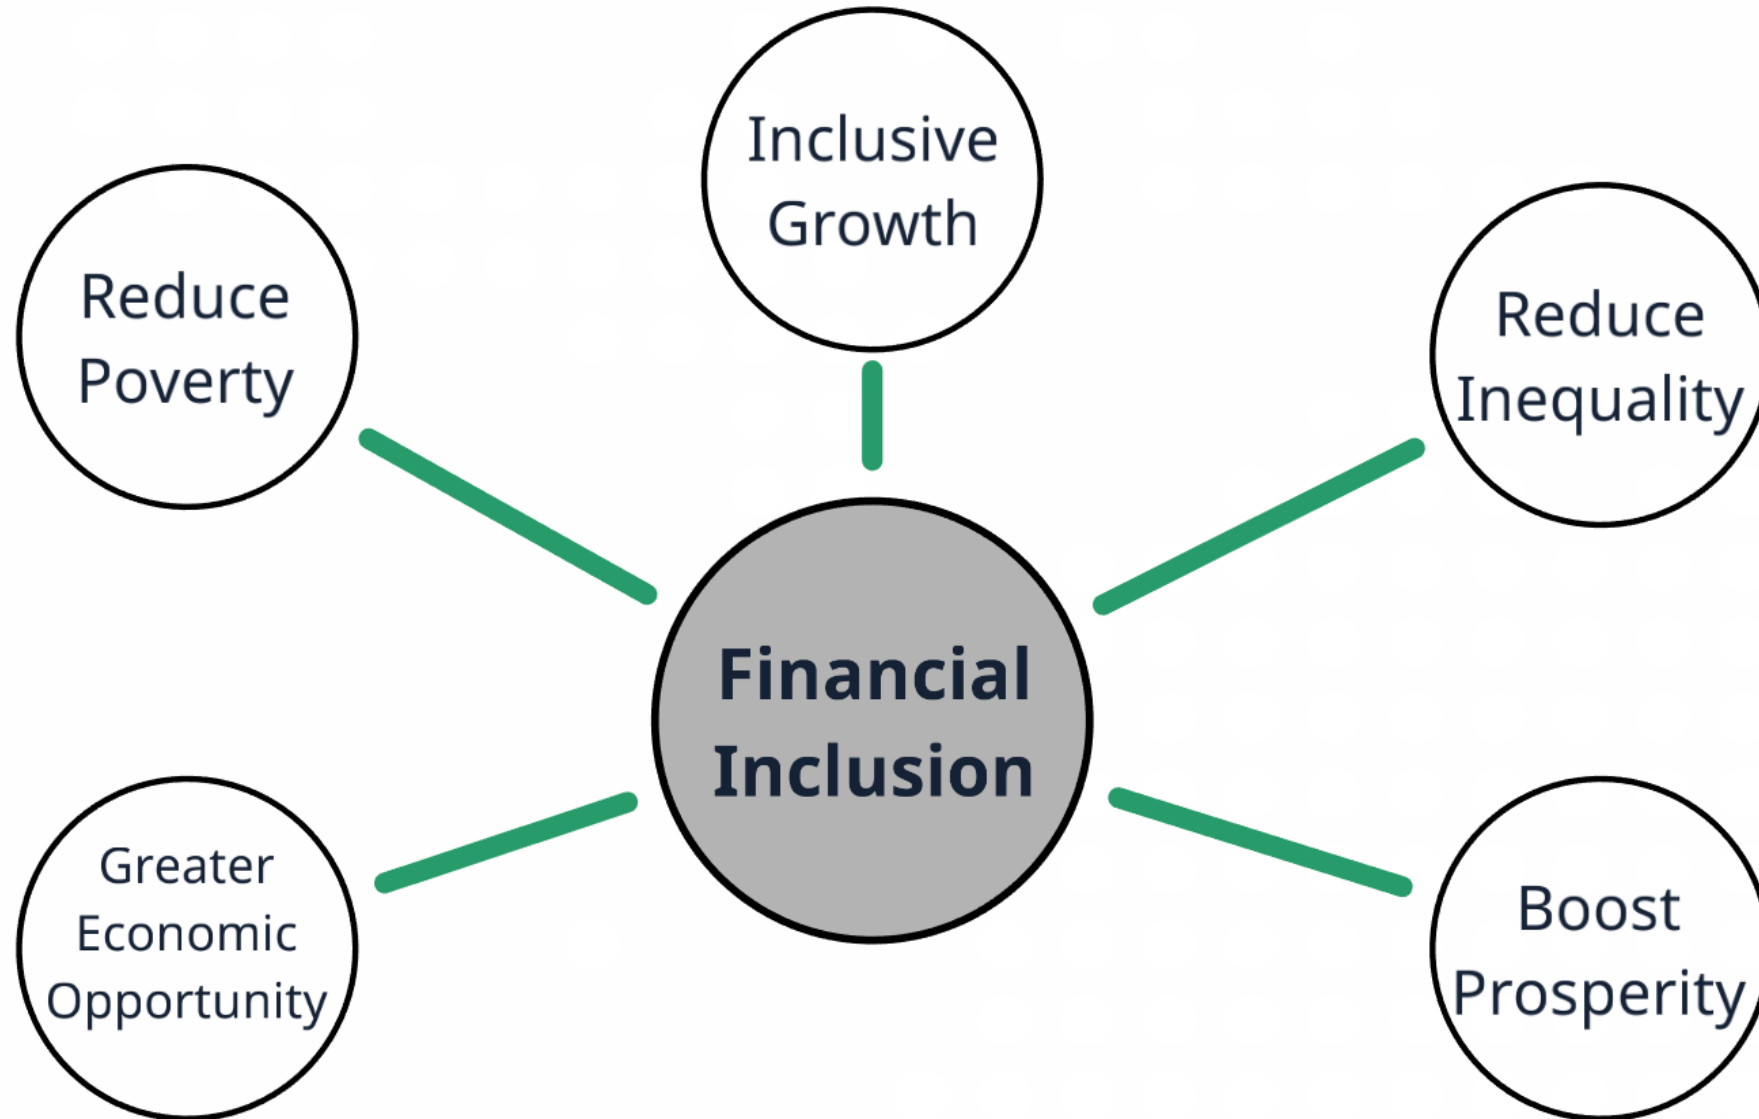 Inclusive
Growth
Reduce
Poverty
Reduce
Inequality
Financial
Inclusion
Greater
Economic
Opportunity
Boost
Prosperity